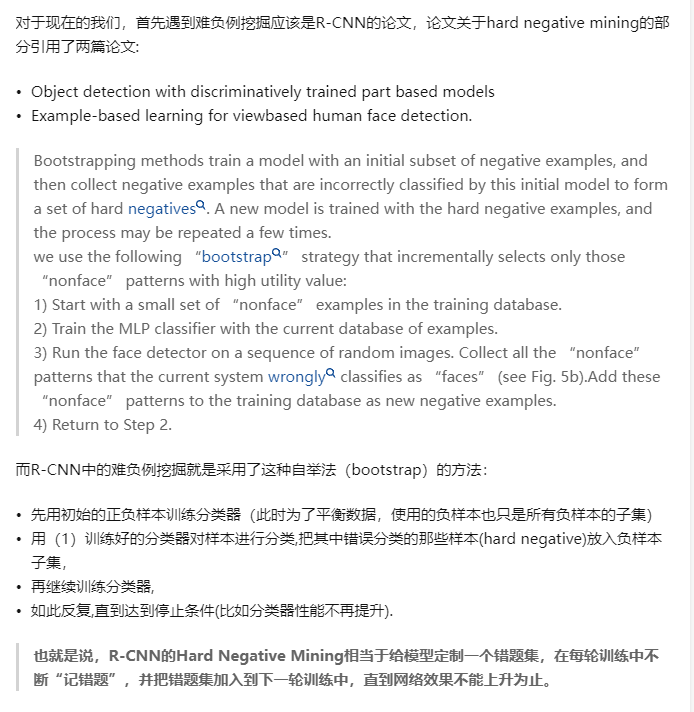 对于现在的我们，首先遇到难负例挖掘应该是R-CNN的论文，论文关于hard negative mining的部
分引用了两篇论文:
• Object detection with discriminatively trained part based models
• Example-based learning for viewbased human face detection.
Bootstrapping methods train a model with an initial subset of negative examples, and
then collect negative examples that are incorrectly classified by this initial model to form
a set of hard negatives. A new model is trained with the hard negative examples, and
the process may be repeated a few times.
we use the following “bootstrap” strategy that incrementally selects only those
“nonface” patterns with high utility value:
1) Start with a small set of “nonface” examples in the training database.
2) Train the MLP classifier with the current database of examples.
3) Run the face detector on a sequence of random images. Collect all the “nonface”
patterns that the current system wrongly classifies as “faces” (see Fig. 5b).Add these
“nonface” patterns to the training database as new negative examples.
4) Return to Step 2.
而R-CNN中的难负例挖掘就是采用了这种自举法（bootstrap）的方法：
• 先用初始的正负样本训练分类器（此时为了平衡数据，使用的负样本也只是所有负样本的子集）
• 用（1）训练好的分类器对样本进行分类,把其中错误分类的那些样本(hard negative)放入负样本
子集，
• 再继续训练分类器,
• 如此反复,直到达到停止条件(比如分类器性能不再提升).
也就是说，R-CNN的Hard Negative Mining相当于给模型定制一个错题集，在每轮训练中不
断“记错题”，并把错题集加入到下一轮训练中，直到网络效果不能上升为止。